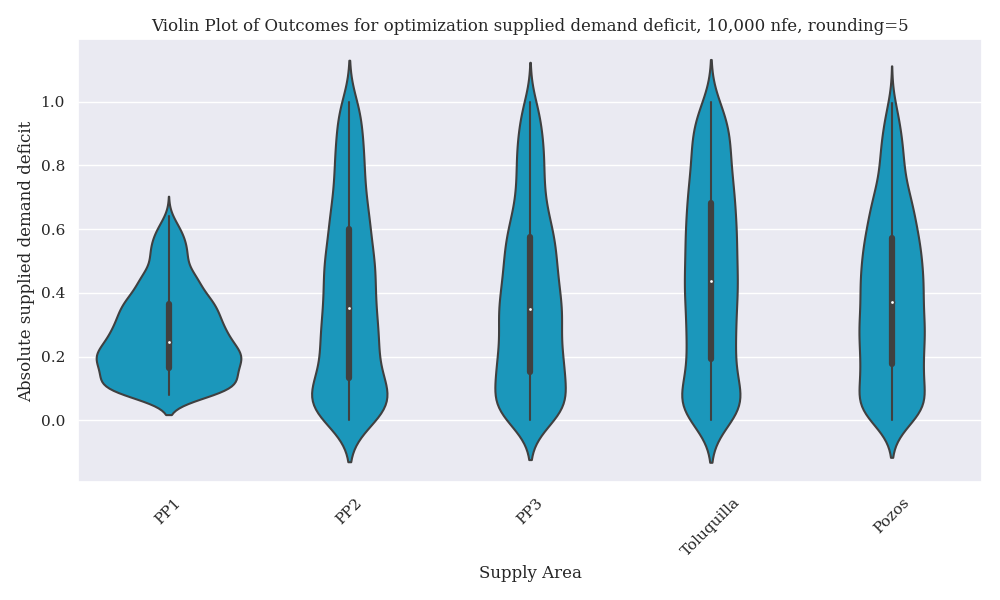 Violin Plot of Outcomes for optimization supplied demand deficit, 10,000 nfe, rounding=5
Absolute supplied demand deficit
1.0
0.8
0.6
0.4
0.2
0.0
PP1
PP2
PP3
Toluquilla
Pozos
Supply Area